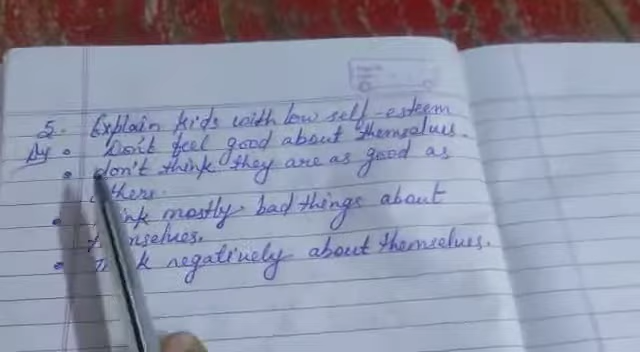 5. Explain kids with low self-esteem
Ans • Don't feel good about themselves.
• don't think they are as good as
others.
• mostly bad things about
themselves.
• negatively about themselves.